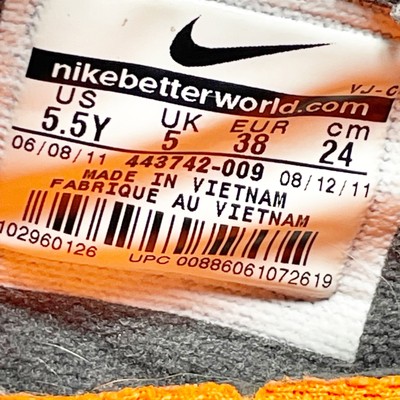 nikebetterworld.com
VJ-C
US UK EUR cm
5.5Y 5 38 24
06/08/11 443742-009 08/12/11
MADE IN VIETNAM
FABRIQUE AU VIETNAM
102960126 UPC 00886061072619